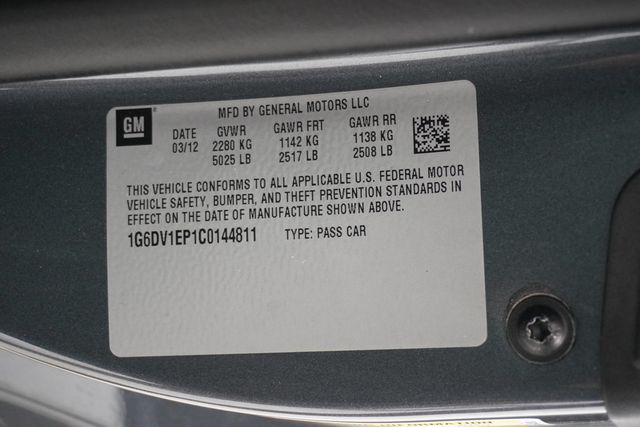 MFD BY GENERAL MOTORS LLC
GM
DATE GVWR GAWR FRT GAWR RR
03/12 2280 KG 1142 KG 1138 KG
5025 LB 2517 LB 2508 LB
THIS VEHICLE CONFORMS TO ALL APPLICABLE U.S. FEDERAL MOTOR
VEHICLE SAFETY, BUMPER, AND THEFT PREVENTION STANDARDS IN
EFFECT ON THE DATE OF MANUFACTURE SHOWN ABOVE.
1G6DV1EP1C0144811 TYPE: PASS CAR
INFORMATION